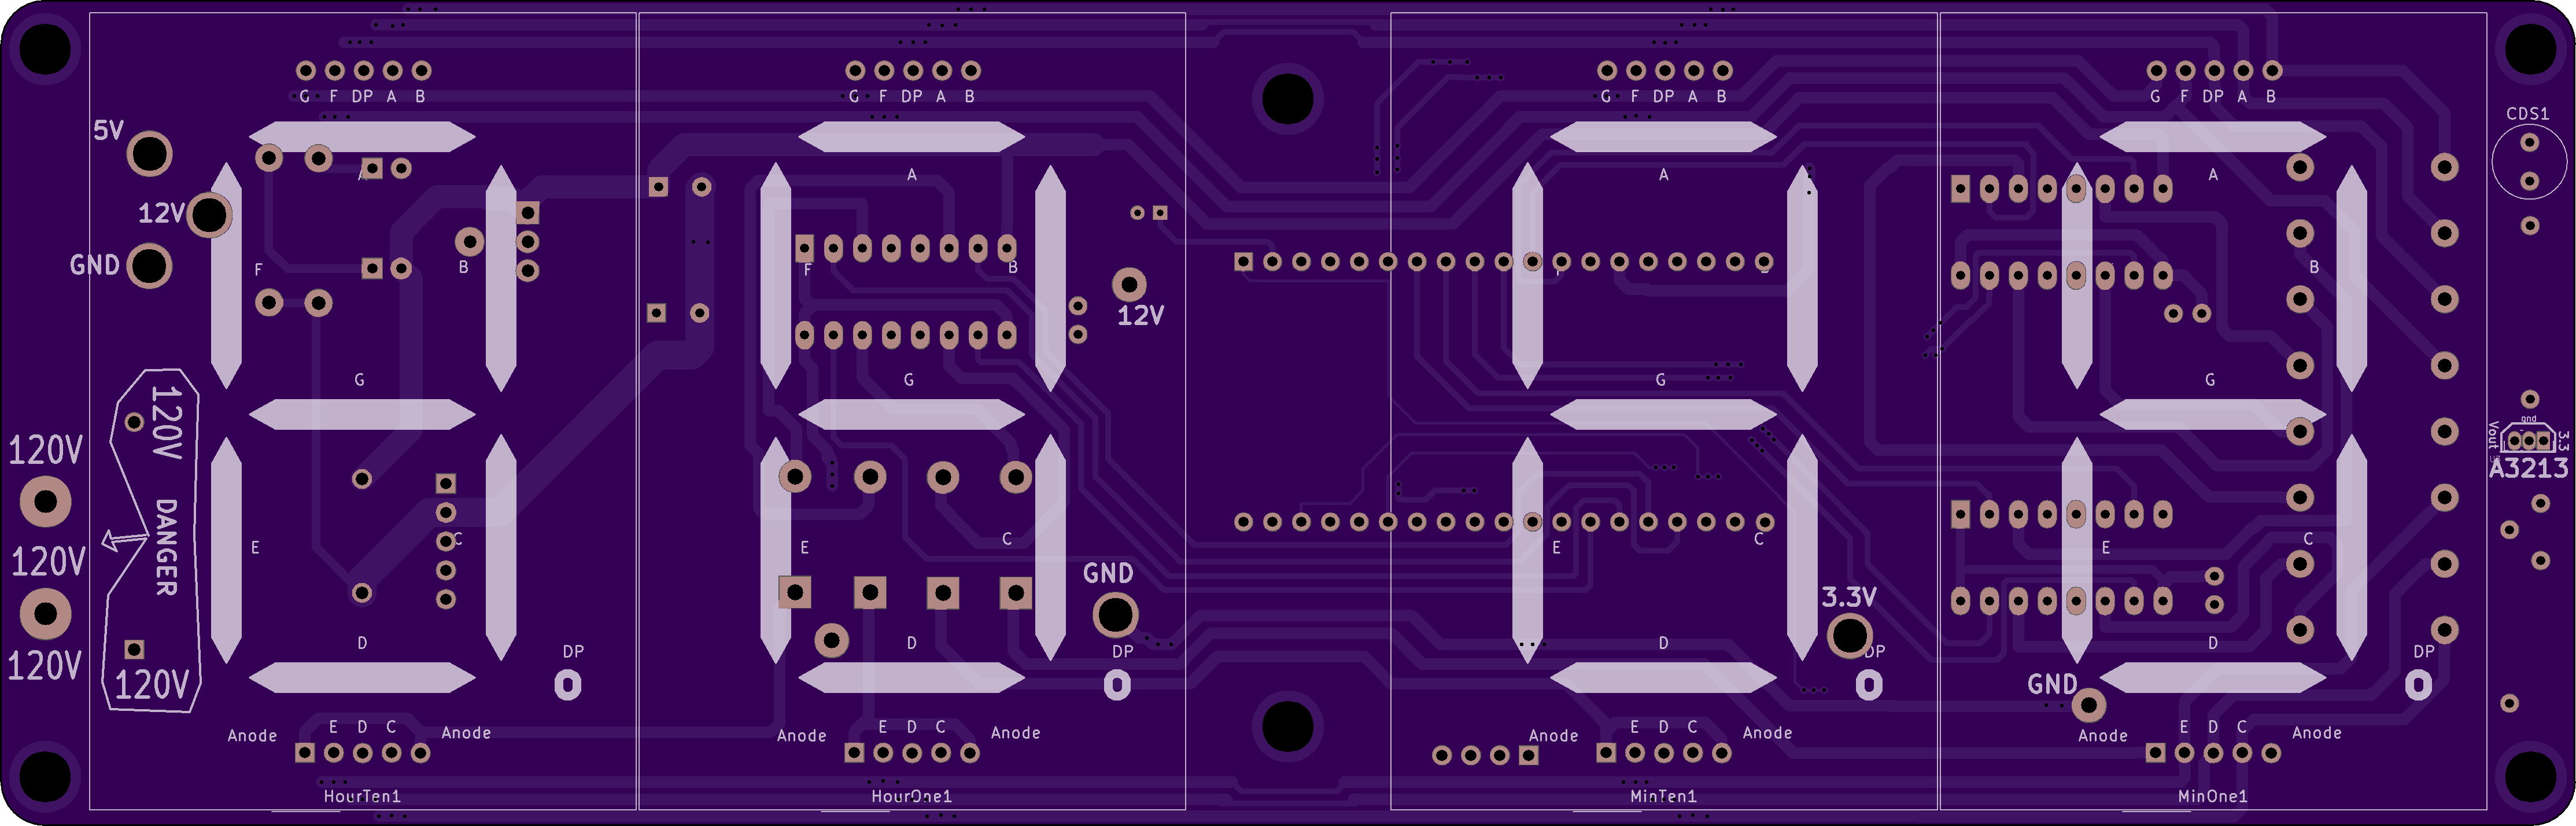 G F DP A B
G F DP A B
G F DP A B
G F DP A B
5V
12V
GND
A
B
F
G
120V
DANGER
120V
120V
120V
120V
E
C
D
DP
Anode
E D C
Anode
HourTen1
A
F
B
12V
G
E
C
GND
D
DP
Anode
E D C
Anode
HourOne1
A
G
E
C
3.3V
D
DP
Anode
E D C
Anode
MinTen1
A
B
G
E
C
D
DP
GND
Anode
E D C
Anode
MinOne1
CDS1
gnd
Vout
3.3
A3213